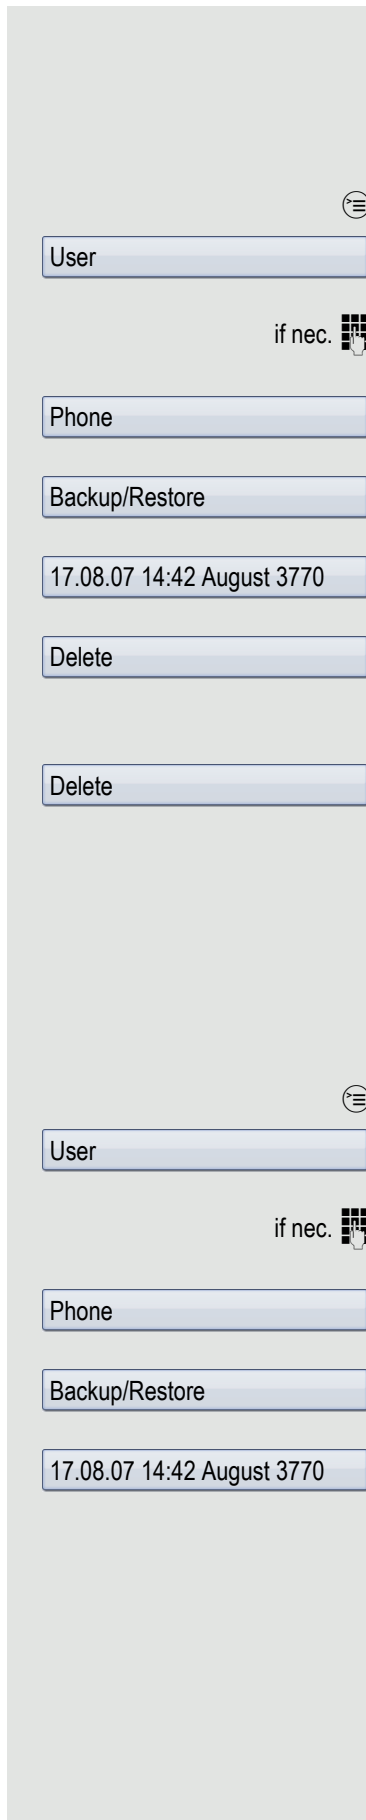 User
if nec.
Phone
Backup/Restore
17.08.07 14:42 August 3770
Delete
Delete
User
if nec.
Phone
Backup/Restore
17.08.07 14:42 August 3770